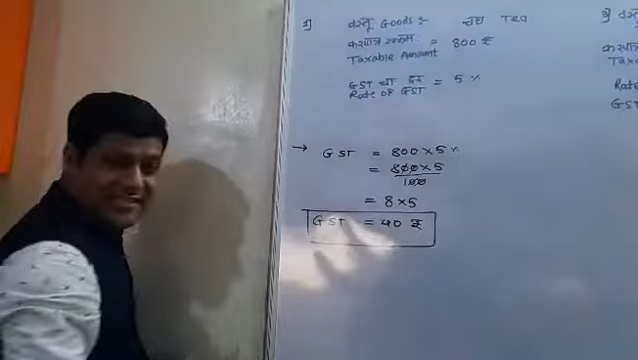 1) वस्तू Goods :- चहा Tea
करपात्र रक्कम = 800 ₹
Taxable Amount
GST चा दर = 5 %
Rate OF GST
→ GST = 800 × 5 %
= 800 × 5
100
= 8 × 5
GST = 40 ₹
Rate
GST